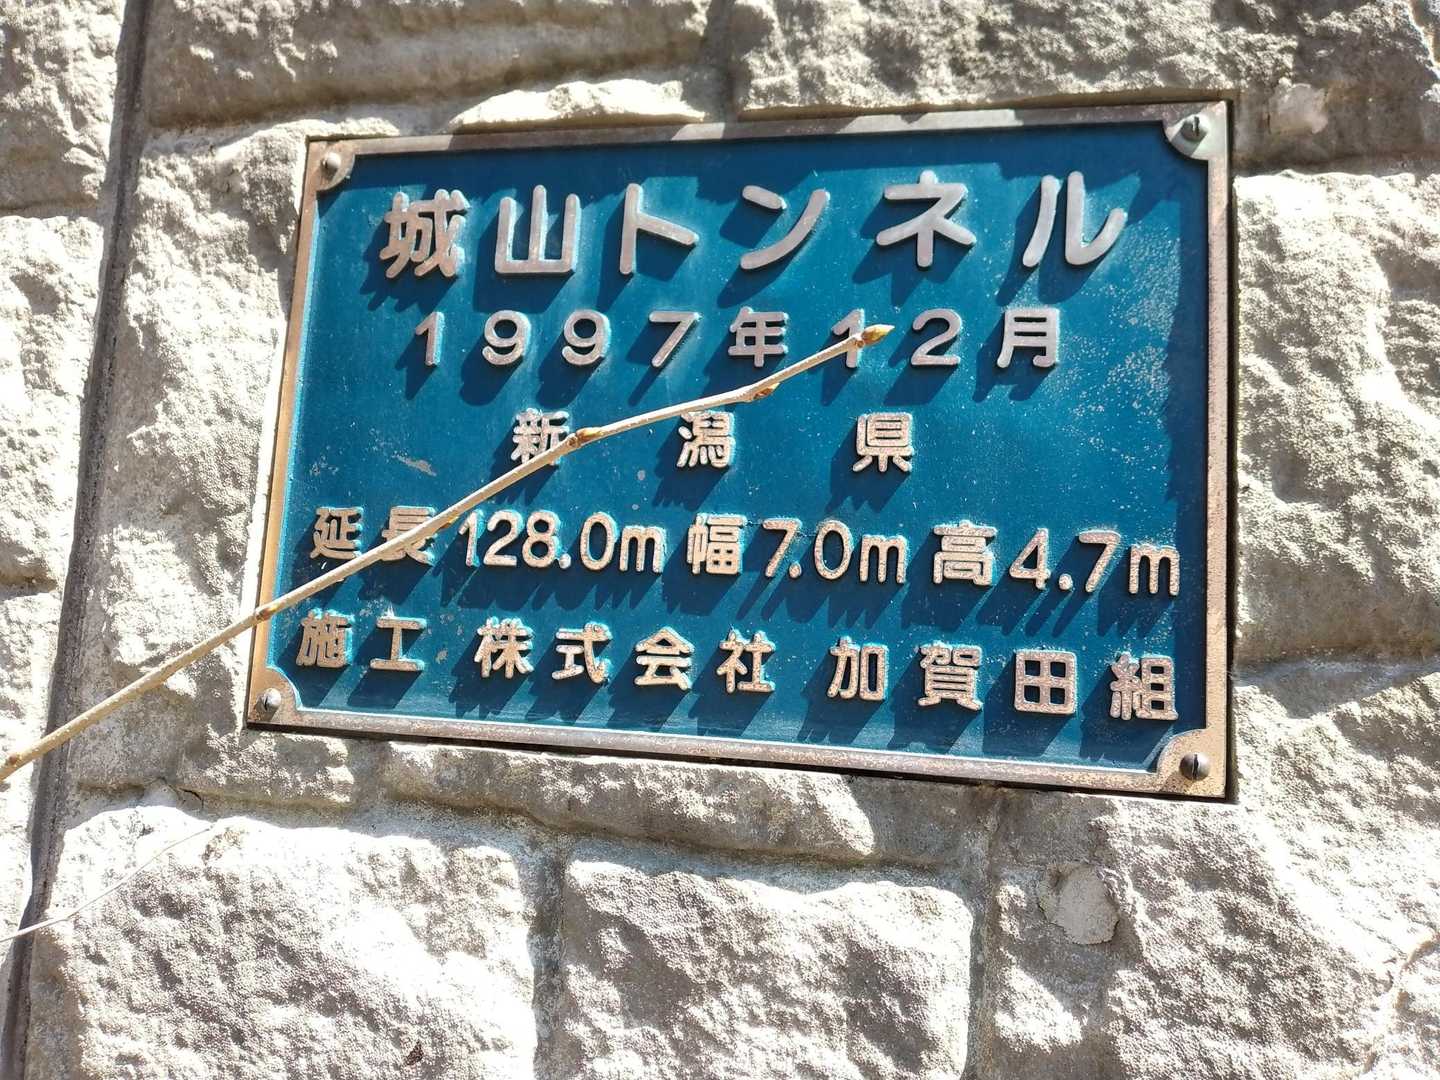 城山トンネル
1997年12月
新潟県
延長128.0m 幅7.0m 高4.7m
施工 株式会社 加賀田組